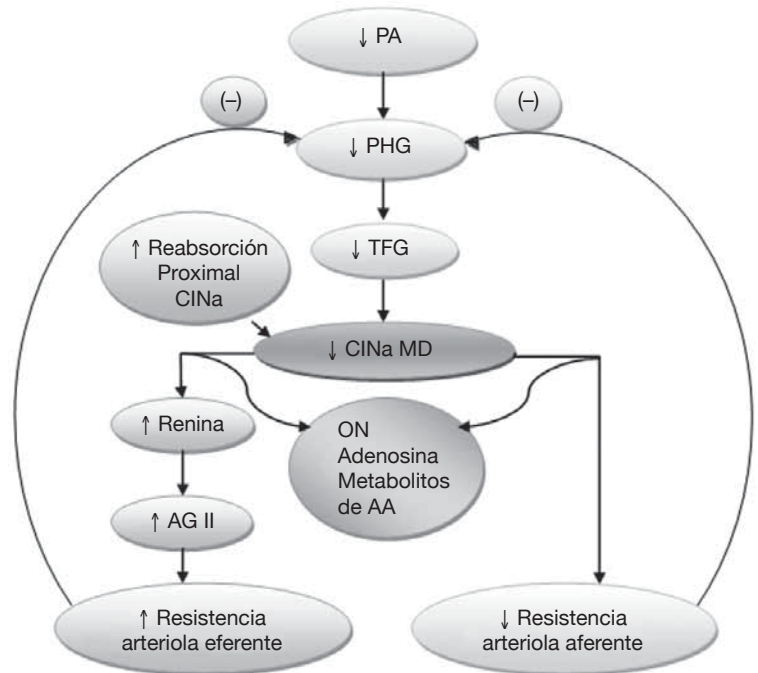 ↓ PA
(–)
(–)
↓ PHG
↑ Reabsorción
Proximal
ClNa
↓ TFG
↓ ClNa MD
↑ Renina
ON
Adenosina
Metabolitos
de AA
↑ AG II
↑ Resistencia
arteriola eferente
↓ Resistencia
arteriola aferente